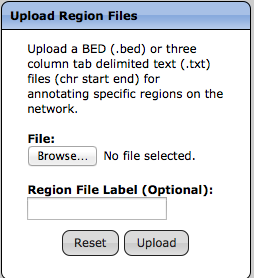 Upload Region Files
Upload a BED (.bed) or three
column tab delimited text (.txt)
files (chr start end) for
annotating specific regions on the
network.
File:
Browse... No file selected.
Region File Label (Optional):
Reset Upload